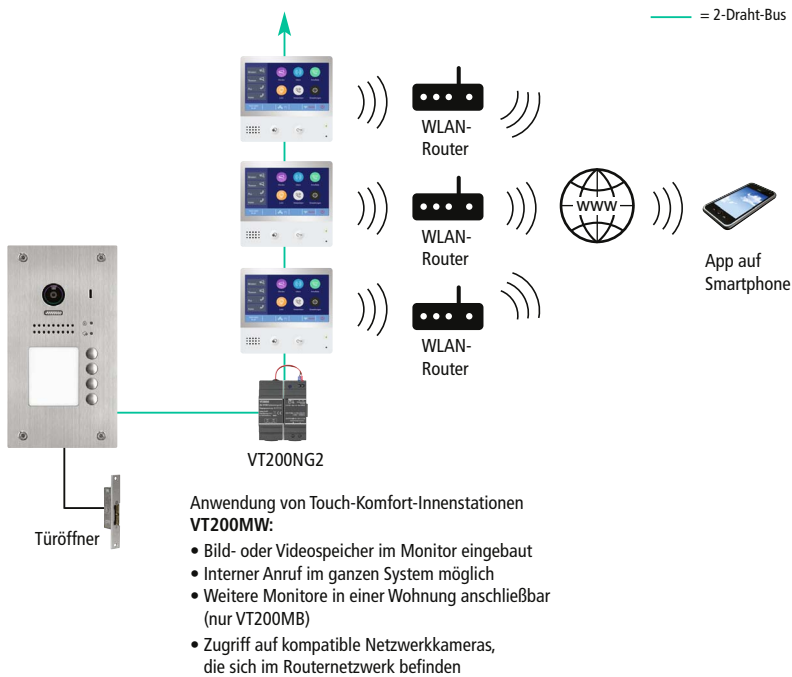 = 2-Draht-Bus
WLAN-
Router
WLAN-
Router
WWW
App auf
Smartphone
WLAN-
Router
VT200NG2
Türöffner
Anwendung von Touch-Komfort-Innenstationen
VT200MW:
• Bild- oder Videospeicher im Monitor eingebaut
• Interner Anruf im ganzen System möglich
• Weitere Monitore in einer Wohnung anschließbar
(nur VT200MB)
• Zugriff auf kompatible Netzwerkkameras,
die sich im Routernetzwerk befinden